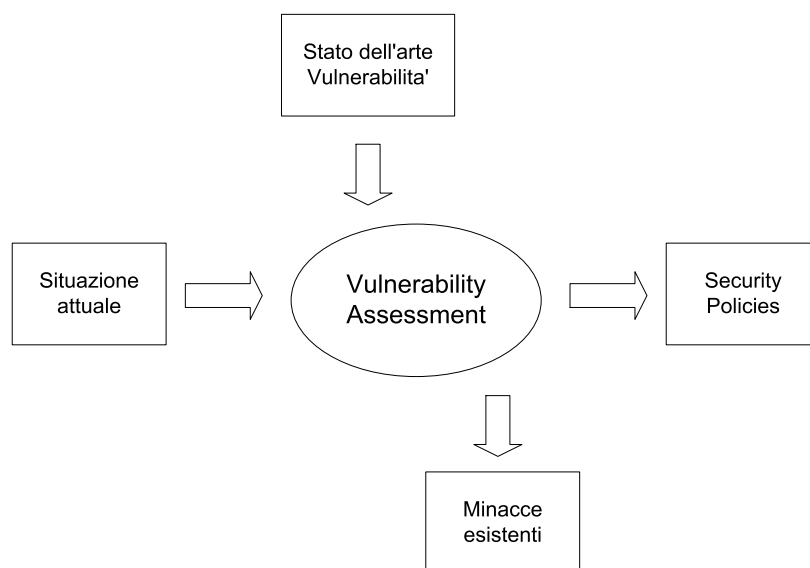 Stato dell'arte
Vulnerabilita'
Situazione
attuale
Vulnerability
Assessment
Security
Policies
Minacce
esistenti